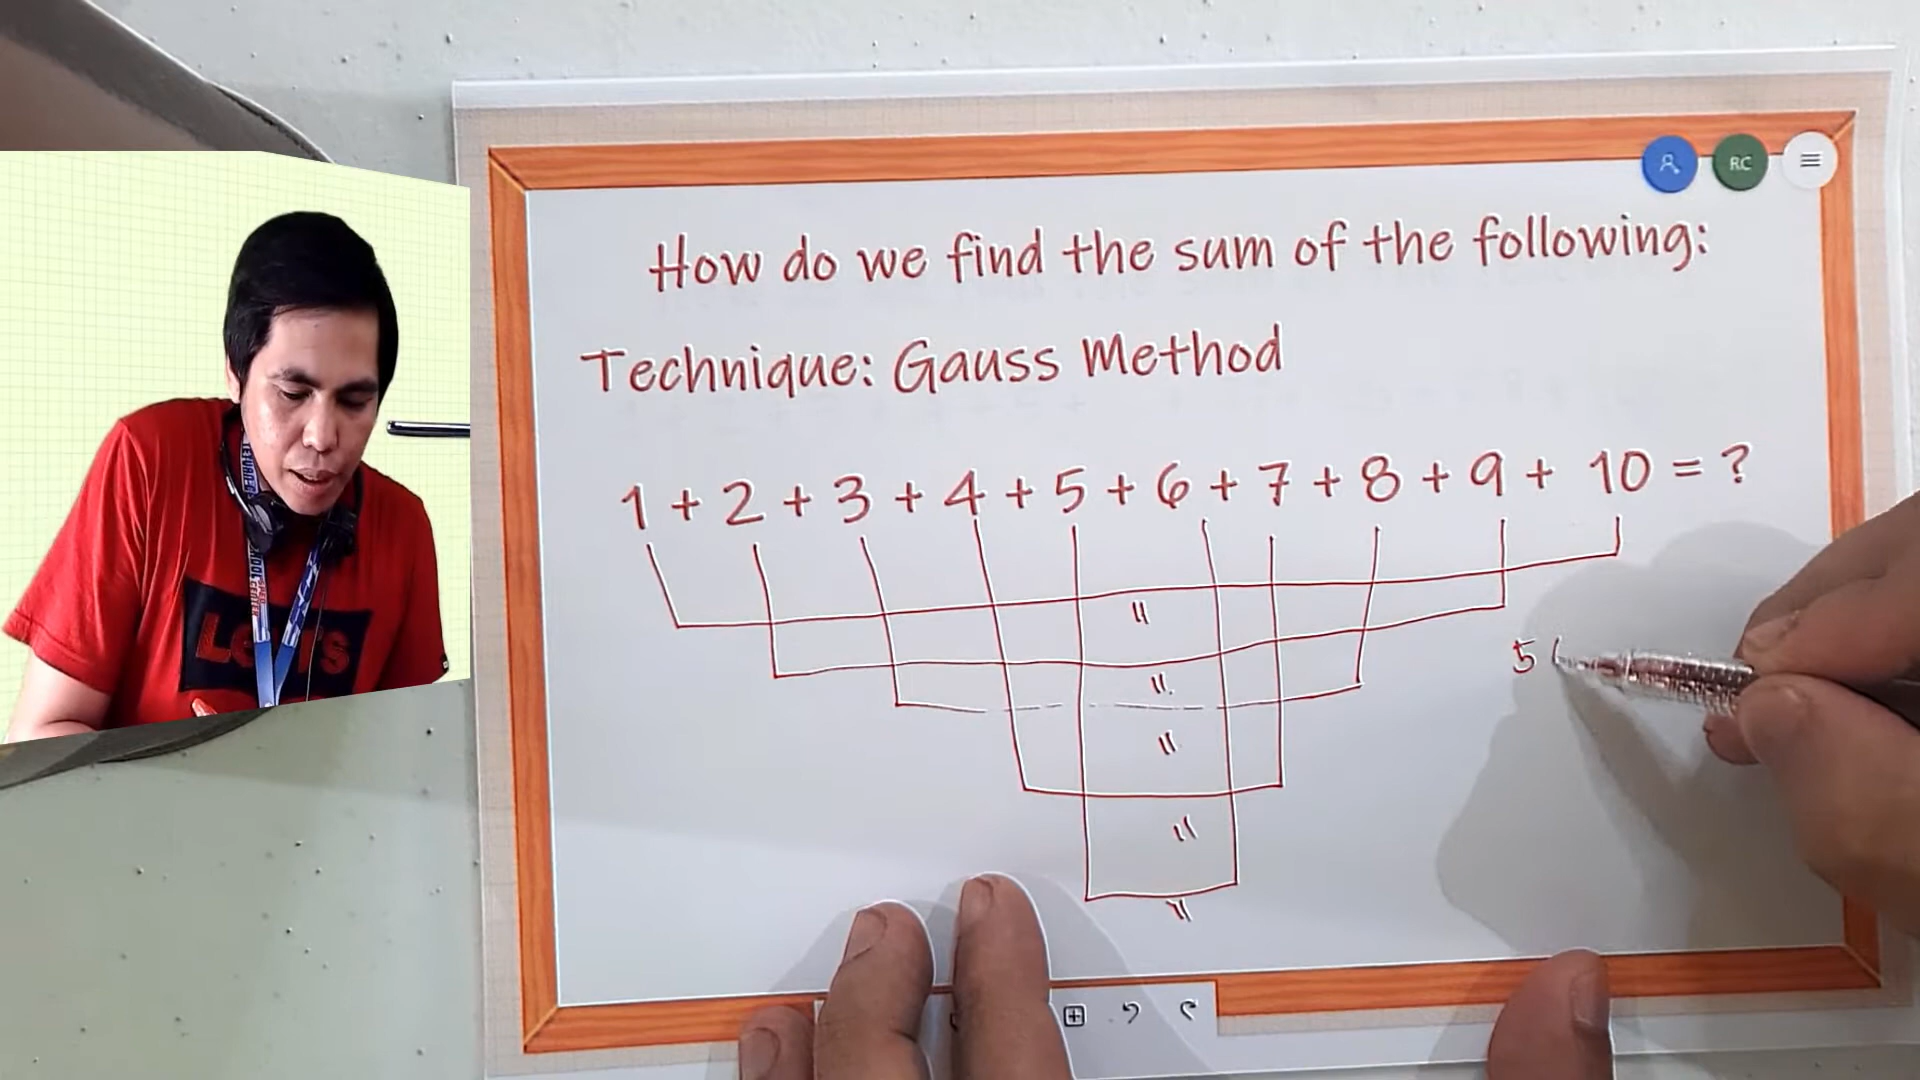 RC
How do we find the sum of the following:
Technique: Gauss Method
1 + 2 + 3 + 4 + 5 + 6 + 7 + 8 + 9 + 10 = ?
11
11
11
11
11
5 (